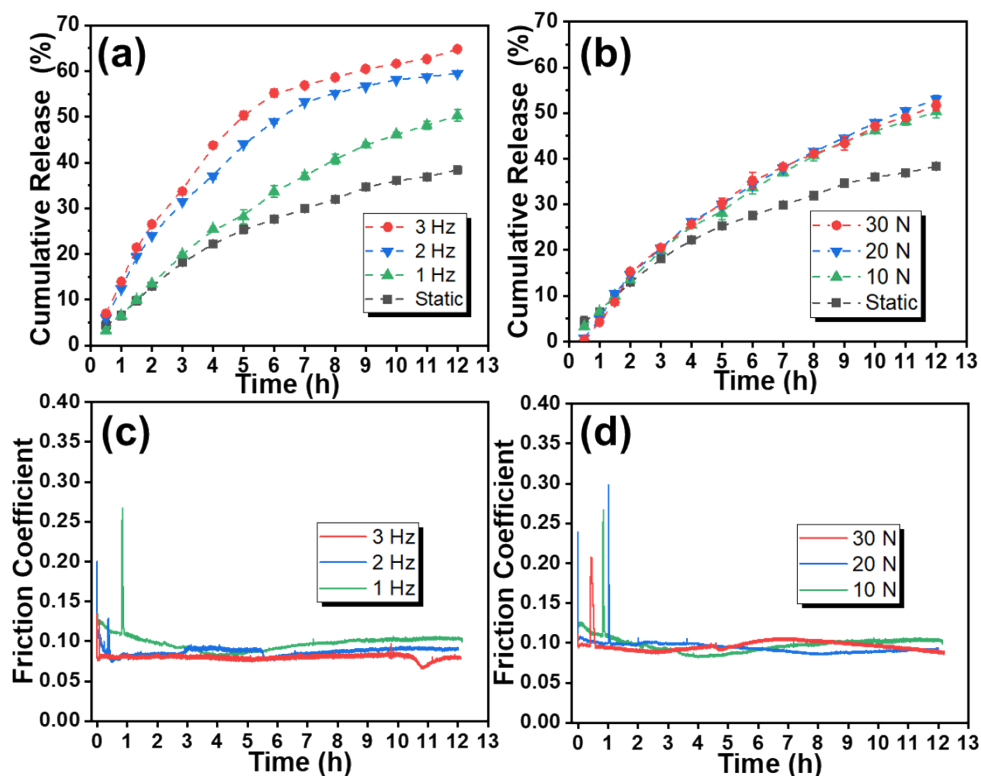 (a)
Cumulative Release (%)
70
60
50
40
30
20
10
0
3 Hz
2 Hz
1 Hz
Static
0 1 2 3 4 5 6 7 8 9 10 11 12 13
Time (h)
(b)
Cumulative Release (%)
70
60
50
40
30
20
10
0
30 N
20 N
10 N
Static
0 1 2 3 4 5 6 7 8 9 10 11 12 13
Time (h)
(c)
Friction Coefficient
0.40
0.35
0.30
0.25
0.20
0.15
0.10
0.05
0.00
3 Hz
2 Hz
1 Hz
0 1 2 3 4 5 6 7 8 9 10 11 12 13
Time (h)
(d)
Friction Coefficient
0.40
0.35
0.30
0.25
0.20
0.15
0.10
0.05
0.00
30 N
20 N
10 N
0 1 2 3 4 5 6 7 8 9 10 11 12 13
Time (h)